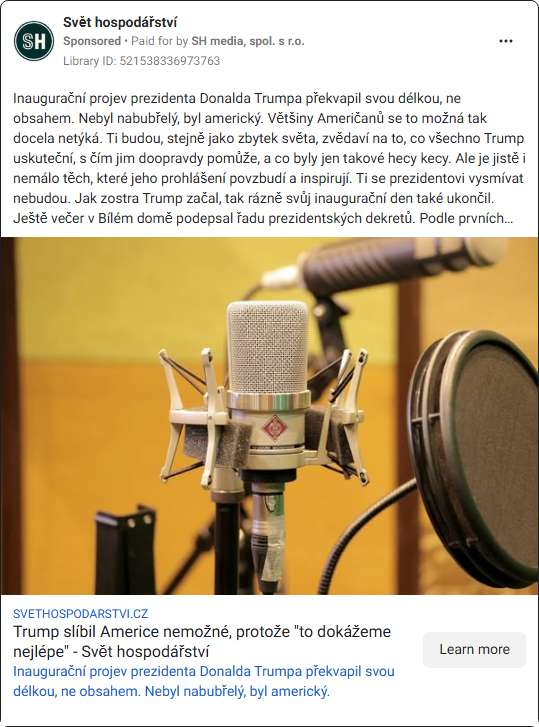 SH
Svět hospodářství
Sponsored • Paid for by SH media, spol. s r.o.
Library ID: 521538336973763
Inaugurační projev prezidenta Donalda Trumpa překvapil svou délkou, ne
obsahem. Nebyl nabubřelý, byl americký. Většiny Američanů se to možná tak
docela netýká. Ti budou, stejně jako zbytek světa, zvědaví na to, co všechno Trump
uskuteční, s čím jim doopravdy pomůže, a co byly jen takové hecy kecy. Ale je jistě i
nemálo těch, které jeho prohlášení povzbudí a inspirují. Ti se prezidentovi vysmívat
nebudou. Jak zostra Trump začal, tak rázně svůj inaugurační den také ukončil.
Ještě večer v Bílém domě podepsal řadu prezidentských dekretů. Podle prvních...
SVETHOSPODARSTVI.CZ
Trump slíbil Americe nemožné, protože "to dokážeme
nejlépe" - Svět hospodářství
Learn more
Inaugurační projev prezidenta Donalda Trumpa překvapil svou
délkou, ne obsahem. Nebyl nabubřelý, byl americký.